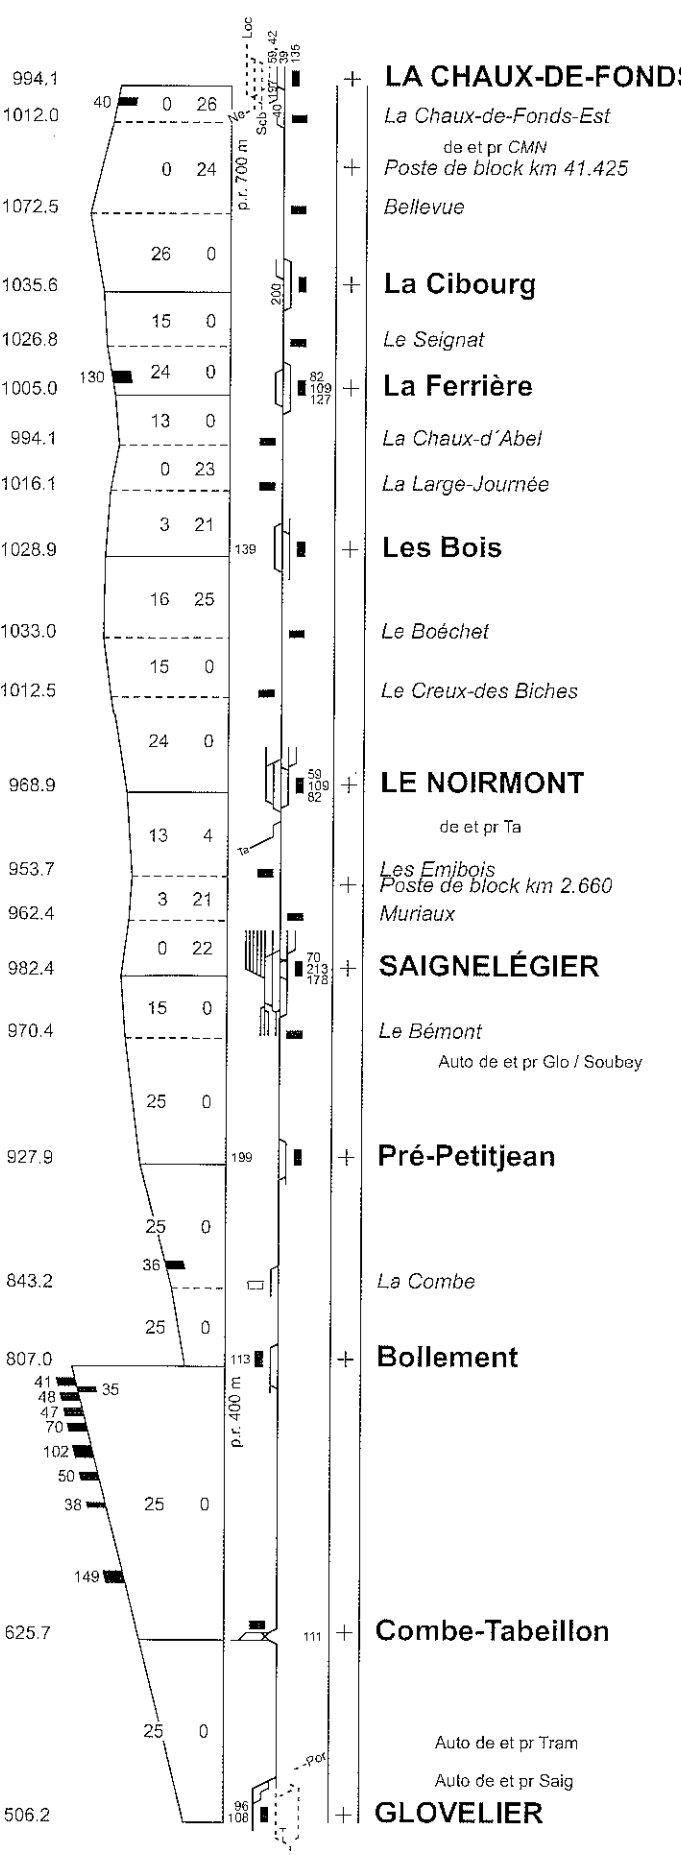 Loc
59, 42
39
135
994.1
LA CHAUX-DE-FONDS
40
0 26
Ne
Scb
197
40
1012.0
La Chaux-de-Fonds-Est
de et pr CMN
0 24
p.r. 700 m
Poste de block km 41.425
1072.5
Bellevue
26 0
1035.6
200
La Cibourg
15 0
1026.8
Le Seignat
130
24 0
82
109
127
1005.0
La Ferrière
13 0
994.1
La Chaux-d´Abel
0 23
1016.1
La Large-Journée
3 21
1028.9
139
Les Bois
16 25
1033.0
Le Boéchet
15 0
1012.5
Le Creux-des Biches
24 0
59
109
82
968.9
LE NOIRMONT
de et pr Ta
13 4
Ta
953.7
Les Emibois
3 21
Poste de block km 2.660
962.4
Muriaux
0 22
70
213
178
982.4
SAIGNELÉGIER
15 0
970.4
Le Bémont
Auto de et pr Glo / Soubey
25 0
927.9
199
Pré-Petitjean
25 0
36
843.2
La Combe
25 0
807.0
113
Bollement
41
35
48
47
70
p.r. 400 m
102
50
38
25 0
149
625.7
111
Combe-Tabeillon
25 0
Auto de et pr Tram
Por
Auto de et pr Saig
96
108
506.2
GLOVELIER